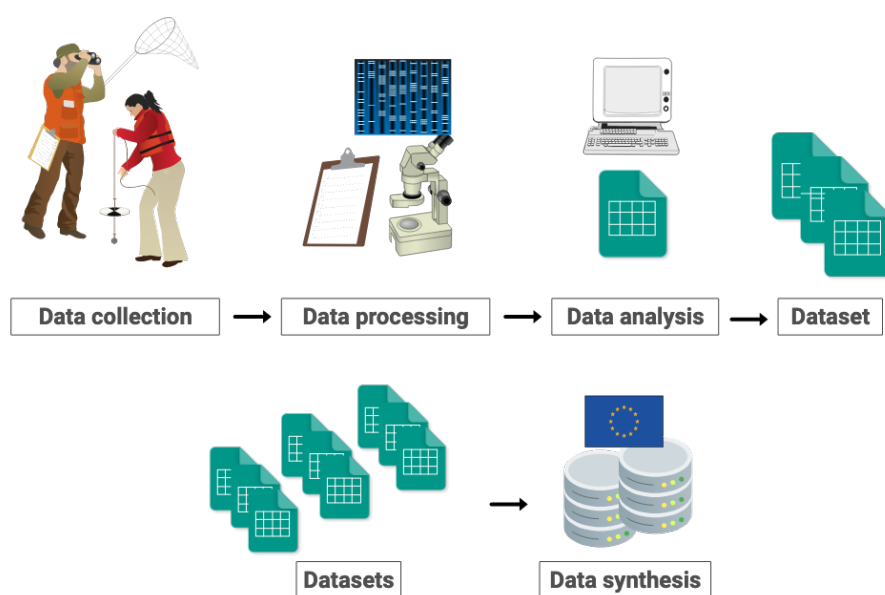 Data collection
Data processing
Data analysis
Dataset
Datasets
Data synthesis